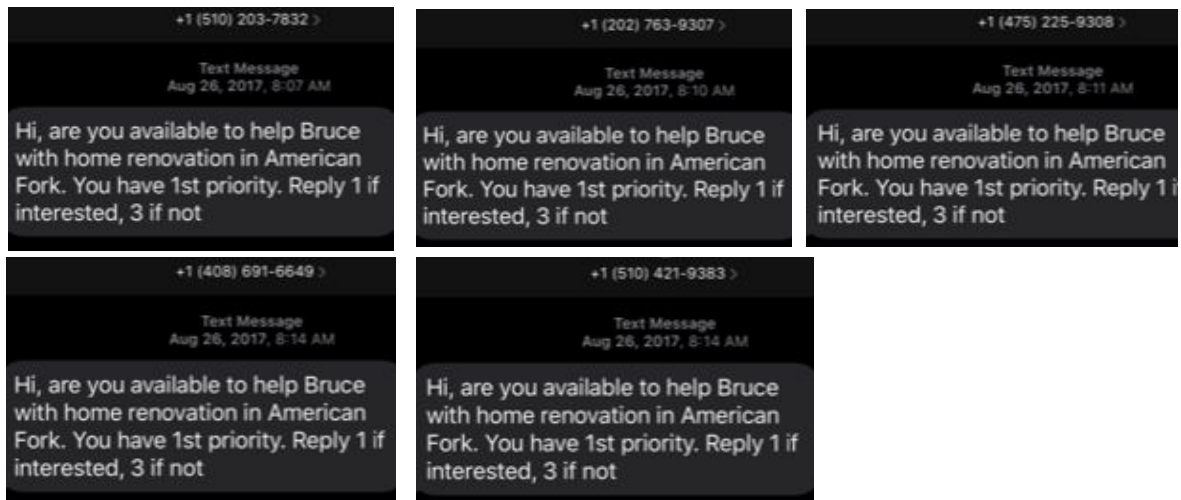 +1 (510) 203-7832 >
Text Message
Aug 26, 2017, 8:07 AM
Hi, are you available to help Bruce
with home renovation in American
Fork. You have 1st priority. Reply 1 if
interested, 3 if not
+1 (202) 763-9307 >
Text Message
Aug 26, 2017, 8:10 AM
Hi, are you available to help Bruce
with home renovation in American
Fork. You have 1st priority. Reply 1 if
interested, 3 if not
+1 (475) 225-9308 >
Text Message
Aug 26, 2017, 8:11 AM
Hi, are you available to help Bruce
with home renovation in American
Fork. You have 1st priority. Reply 1 if
interested, 3 if not
+1 (408) 691-6649 >
Text Message
Aug 26, 2017, 8:14 AM
Hi, are you available to help Bruce
with home renovation in American
Fork. You have 1st priority. Reply 1 if
interested, 3 if not
+1 (510) 421-9383 >
Text Message
Aug 26, 2017, 8:14 AM
Hi, are you available to help Bruce
with home renovation in American
Fork. You have 1st priority. Reply 1 if
interested, 3 if not